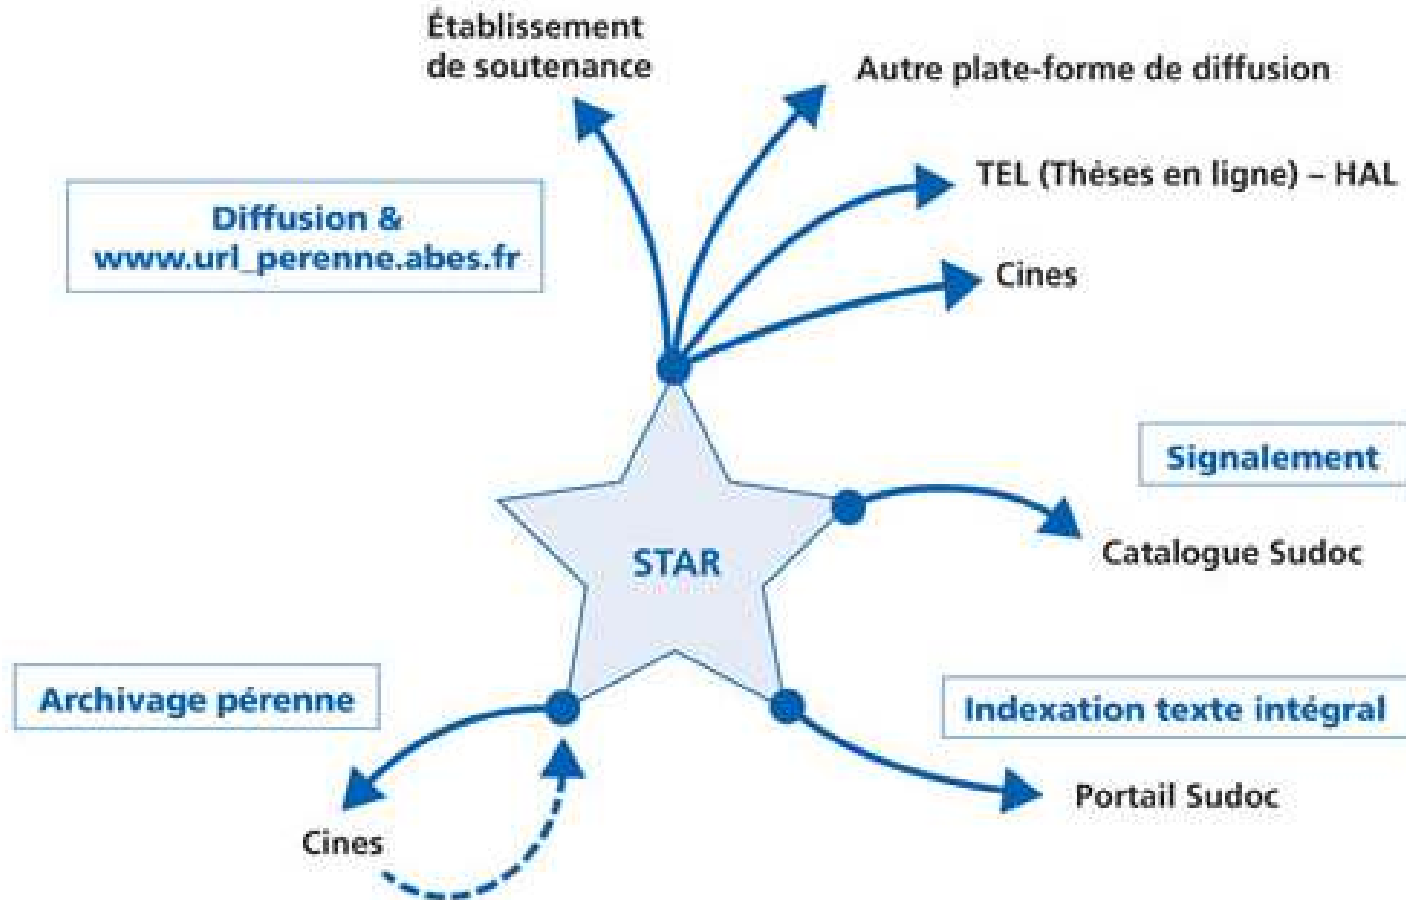 Établissement
de soutenance
Autre plate-forme de diffusion
TEL (Thèses en ligne) – HAL
Diffusion &
www.url_perenne.abes.fr
Cines
Signalement
Catalogue Sudoc
STAR
Archivage pérenne
Indexation texte intégral
Portail Sudoc
Cines